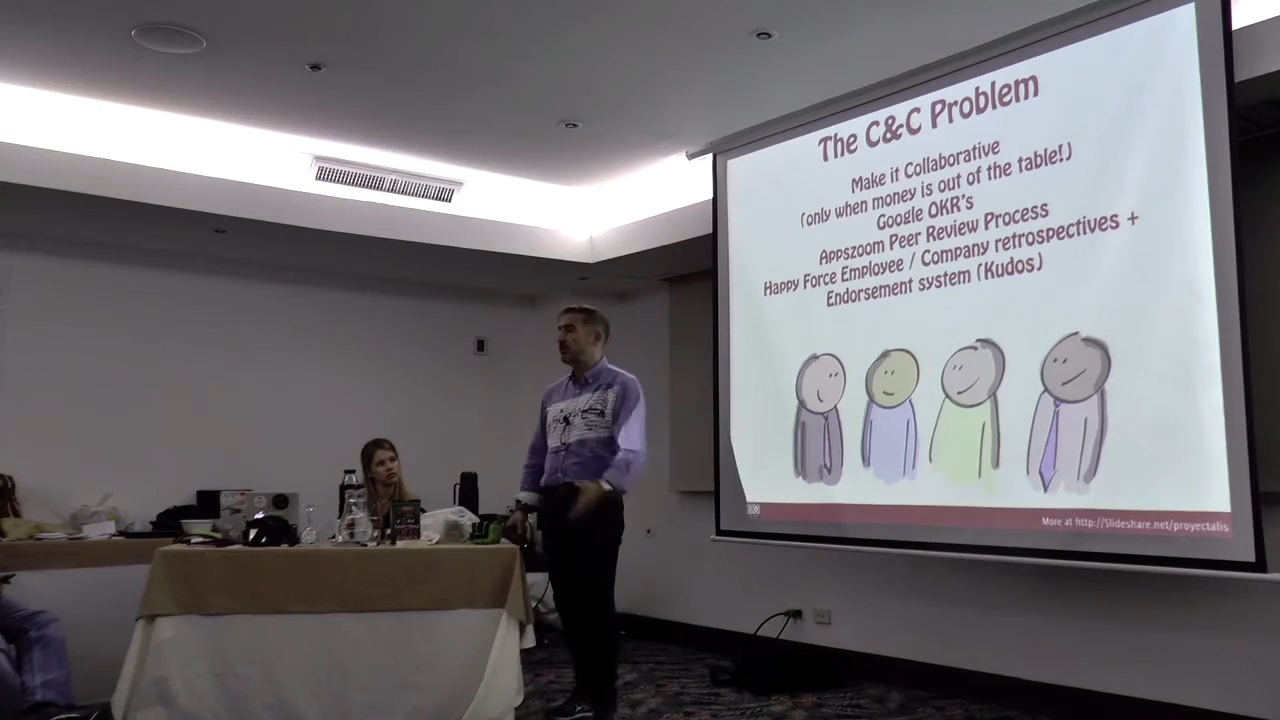 The C&C Problem
Make it Collaborative
(only when money is out of the table!)
Google OKR's
Appszoom Peer Review Process
Happy Force Employee / Company retrospectives +
Endorsement system (Kudos)
More at http://Slideshare.net/proyectalis